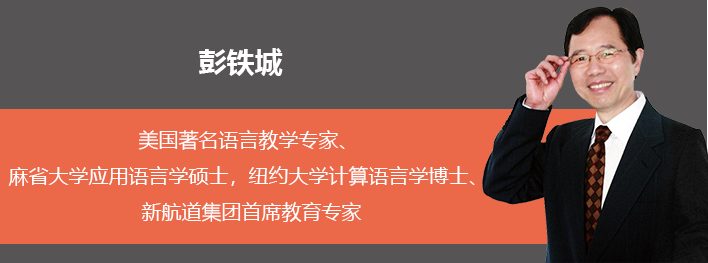 彭铁城
美国著名语言教学专家、
麻省大学应用语言学硕士，纽约大学计算语言学博士、
新航道集团首席教育专家